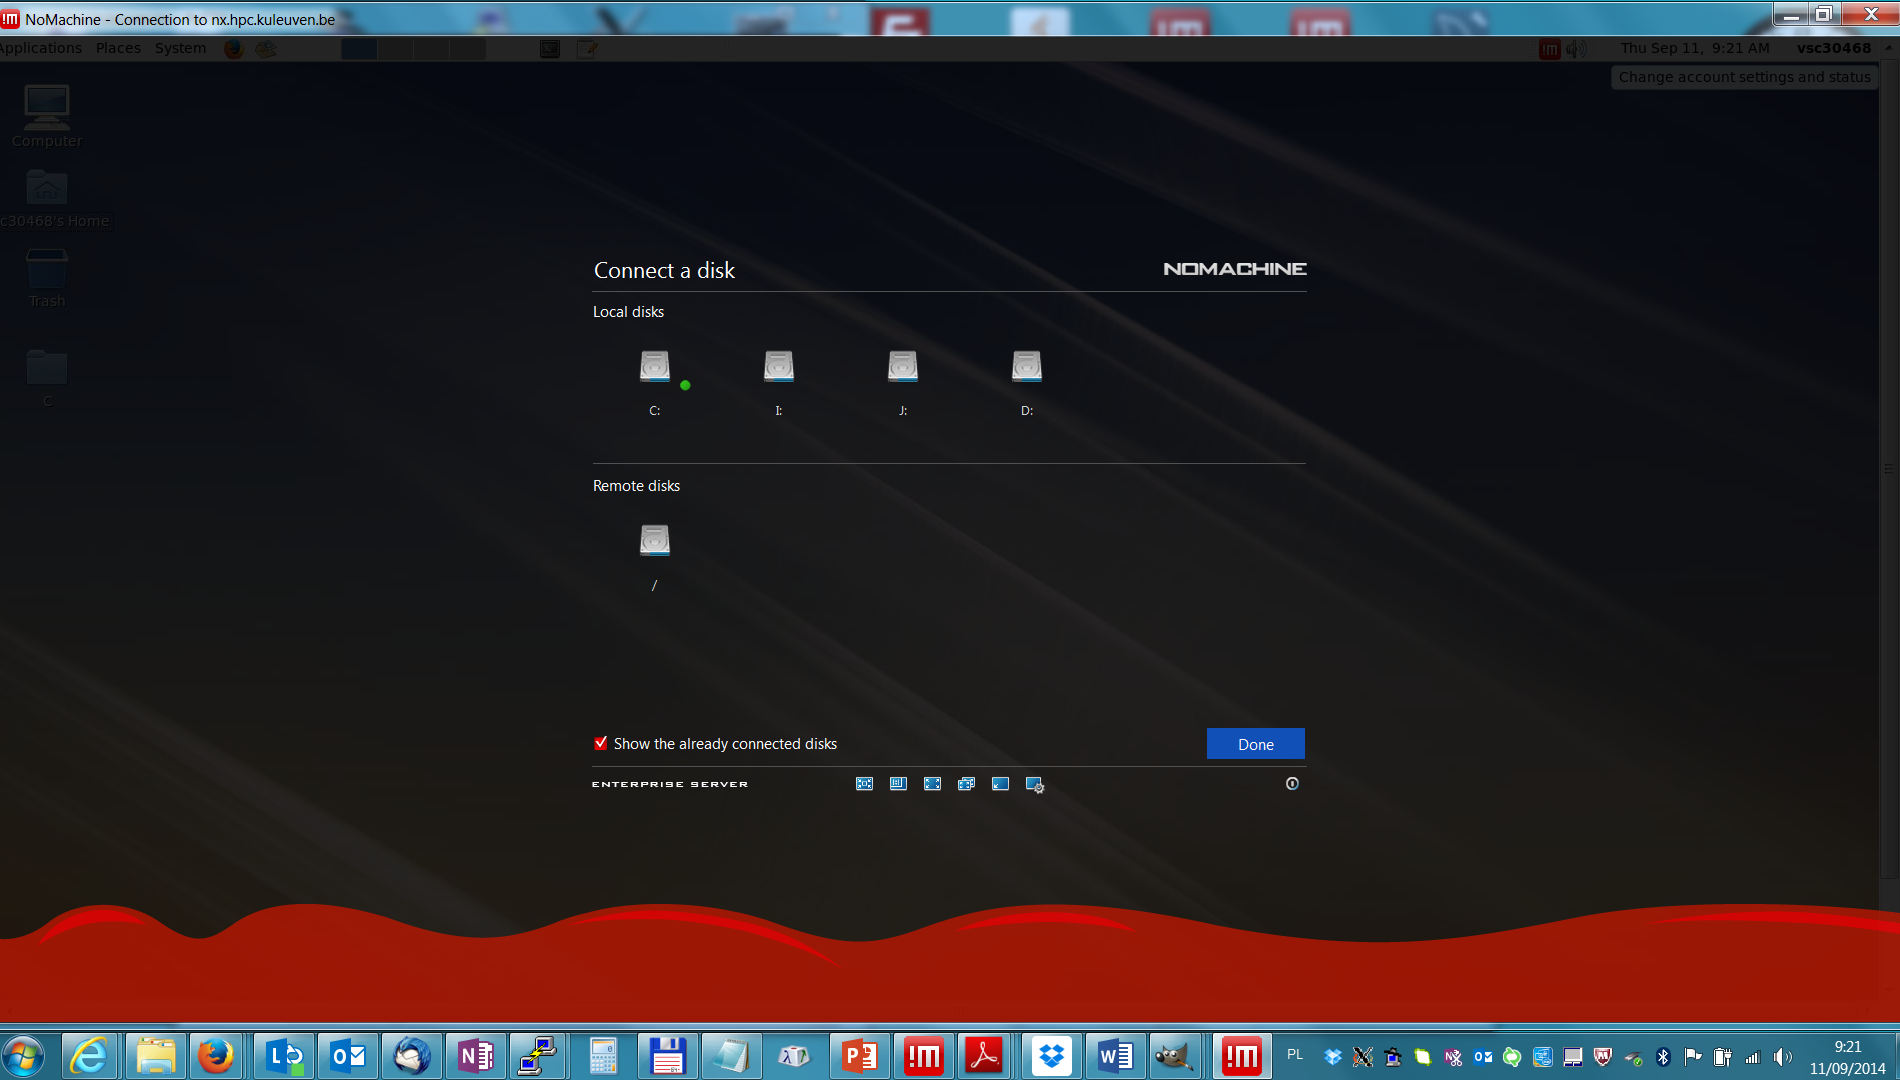 NoMachine - Connection to nx.hpc.kuleuven.be
Applications Places System
Thu Sep 11, 9:21 AM vsc30468
Change account settings and status
Computer
c30468's Home
Trash
C
Connect a disk
NOMACHINE
Local disks
C: I: J: D:
Remote disks
/
Show the already connected disks
Done
ENTERPRISE SERVER
PL
9:21
11/09/2014